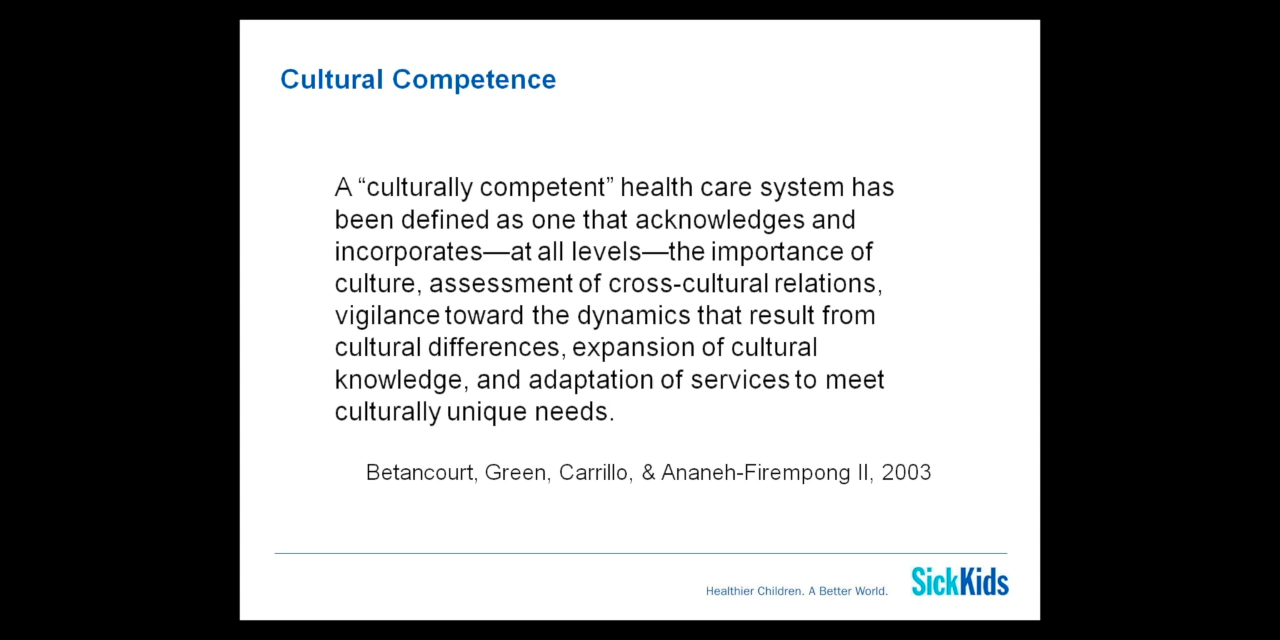 Cultural Competence
A “culturally competent” health care system has
been defined as one that acknowledges and
incorporates—at all levels—the importance of
culture, assessment of cross-cultural relations,
vigilance toward the dynamics that result from
cultural differences, expansion of cultural
knowledge, and adaptation of services to meet
culturally unique needs.
Betancourt, Green, Carrillo, & Ananeh-Firempong II, 2003
Healthier Children. A Better World.
SickKids